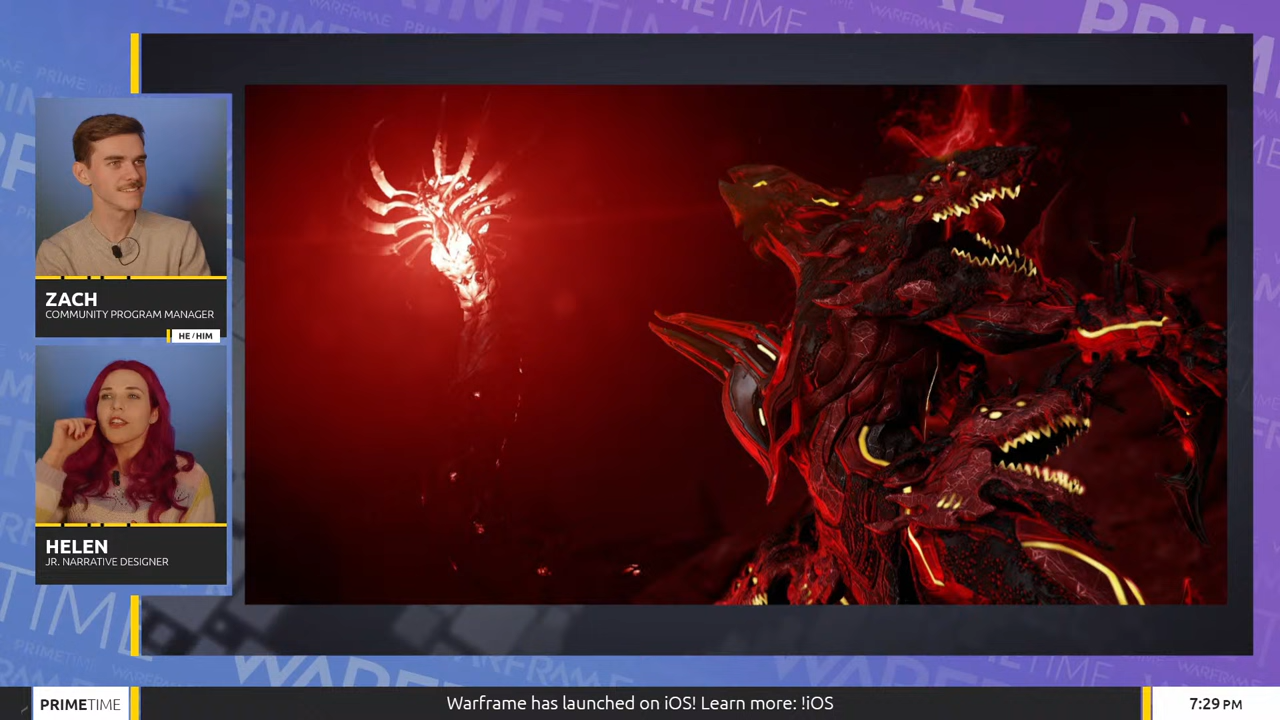 ZACH
COMMUNITY PROGRAM MANAGER
HE / HIM
HELEN
JR. NARRATIVE DESIGNER
PRIMETIME
Warframe has launched on iOS! Learn more: !iOS
7:29 PM